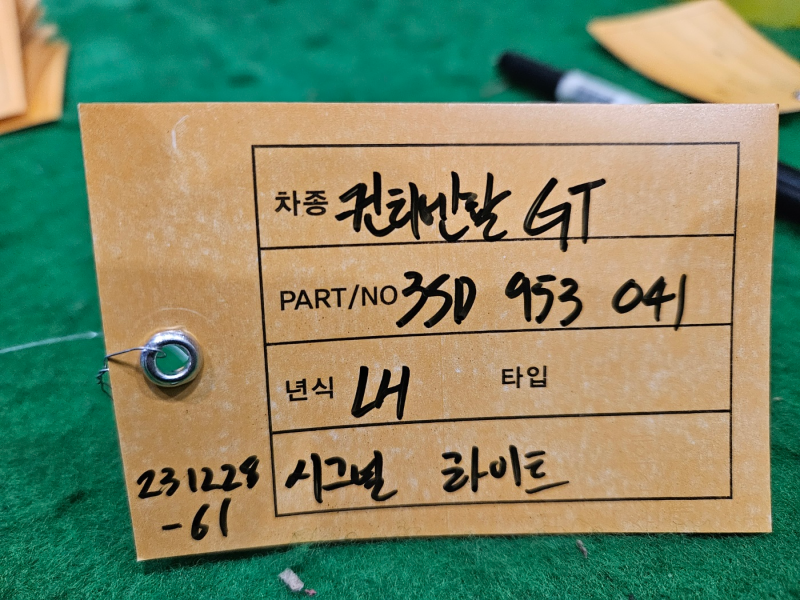 차종 컨티넨탈 GT
PART/NO 3SD 953 041
년식 LH 타입
시그널 라이트
231228
-61